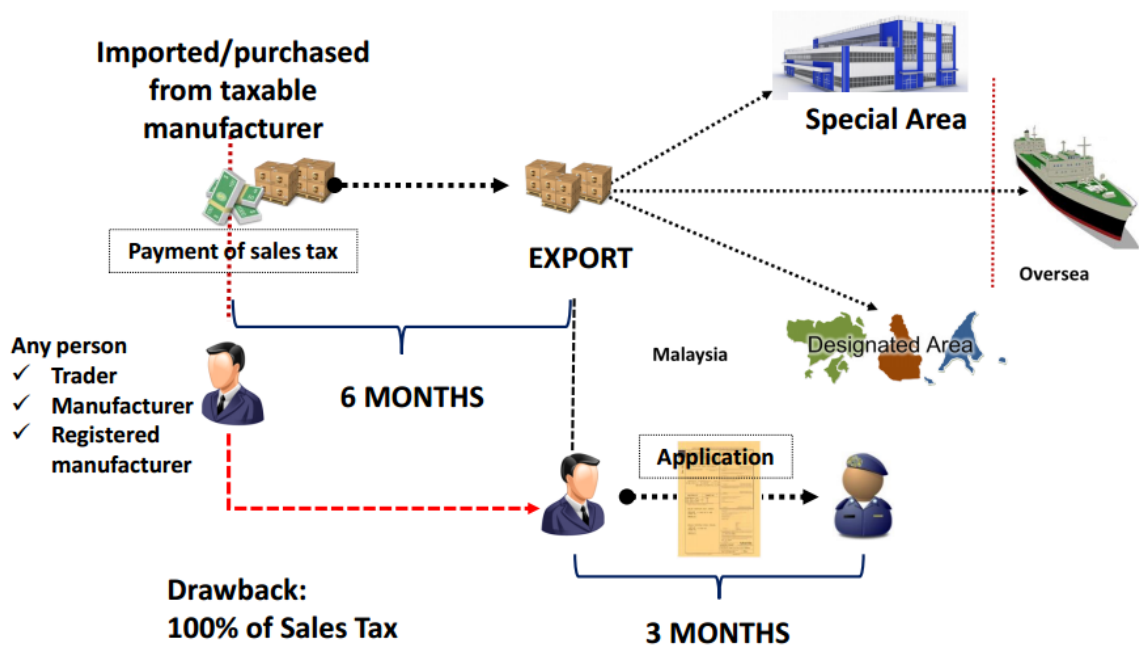 Imported/purchased
from taxable
manufacturer
Special Area
Payment of sales tax
EXPORT
Oversea
Any person
✓ Trader
✓ Manufacturer
✓ Registered
manufacturer
6 MONTHS
Malaysia
Designated Area
Application
Drawback:
100% of Sales Tax
3 MONTHS